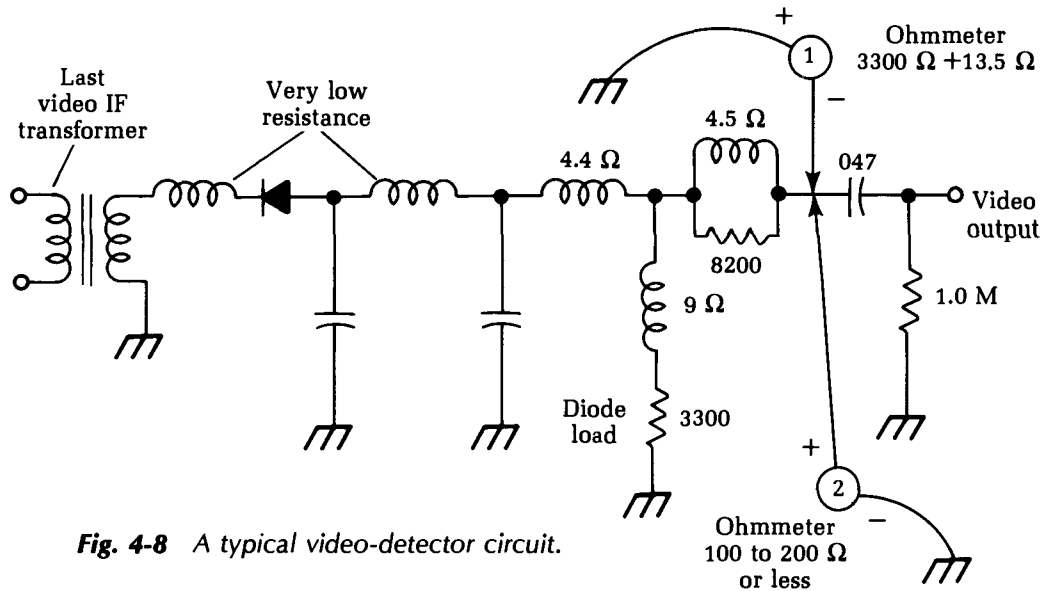 Last
video IF
transformer
Very low
resistance
4.4 Ω
4.5 Ω
8200
+
1
−
Ohmmeter
3300 Ω +13.5 Ω
047
Video
output
9 Ω
1.0 M
Diode
load
3300
+
2
−
Ohmmeter
100 to 200 Ω
or less
Fig. 4-8 A typical video-detector circuit.